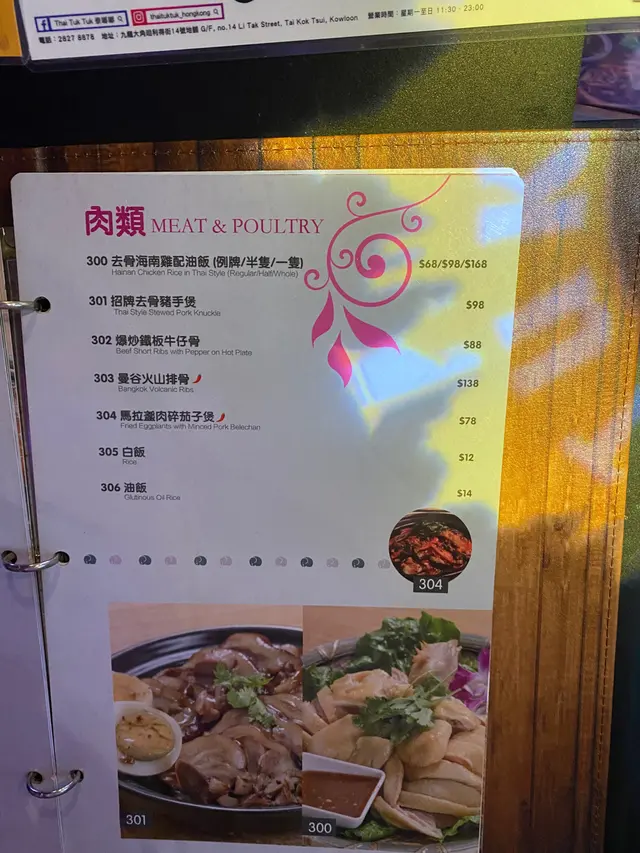 Thai Tuk Tuk 泰嘟嘟
thaituktuk_hongkong
電話：2827 8878 地址：九龍大角咀利得街14號地舖 G/F, no.14 Li Tak Street, Tai Kok Tsui, Kowloon 營業時間：星期一至日 11:30 - 23:00
肉類 MEAT & POULTRY
300 去骨海南雞配油飯 (例牌/半隻/一隻) $68/$98/$168
Hainan Chicken Rice in Thai Style (Regular/Half/Whole)
301 招牌去骨豬手煲 $98
Thai Style Stewed Pork Knuckle
302 爆炒鐵板牛仔骨 $88
Beef Short Ribs with Pepper on Hot Plate
303 曼谷火山排骨 $138
Bangkok Volcanic Ribs
304 馬拉盞肉碎茄子煲 $78
Fried Eggplants with Minced Pork Belechan
305 白飯 $12
Rice
306 油飯 $14
Glutinous Oil Rice
304
301
300